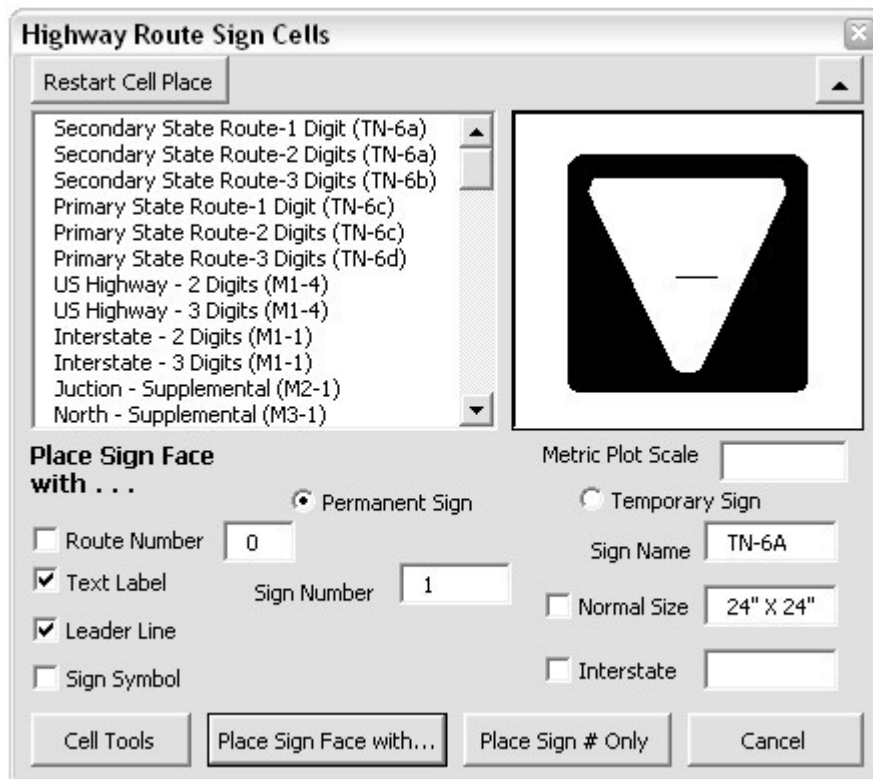 Highway Route Sign Cells
Restart Cell Place
Secondary State Route-1 Digit (TN-6a)
Secondary State Route-2 Digits (TN-6a)
Secondary State Route-3 Digits (TN-6b)
Primary State Route-1 Digit (TN-6c)
Primary State Route-2 Digits (TN-6c)
Primary State Route-3 Digits (TN-6d)
US Highway - 2 Digits (M1-4)
US Highway - 3 Digits (M1-4)
Interstate - 2 Digits (M1-1)
Interstate - 3 Digits (M1-1)
Juction - Supplemental (M2-1)
North - Supplemental (M3-1)
Place Sign Face
with . . .
Metric Plot Scale
Permanent Sign
Temporary Sign
Route Number 0
Sign Name TN-6A
Text Label
Sign Number 1
Normal Size 24" X 24"
Leader Line
Interstate
Sign Symbol
Cell Tools
Place Sign Face with...
Place Sign # Only
Cancel